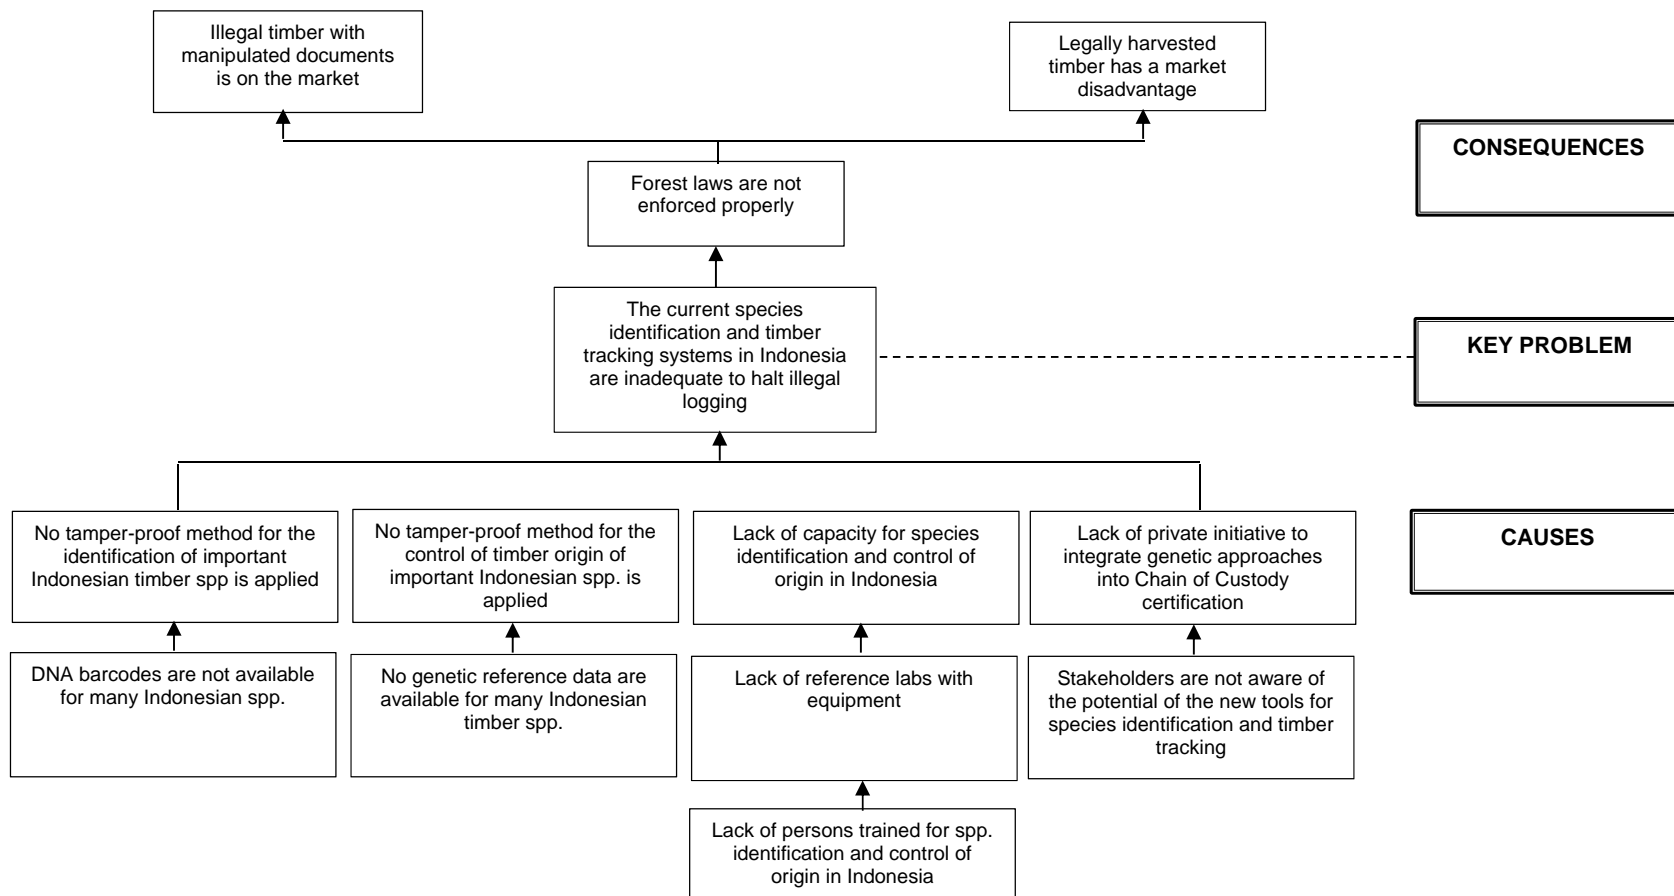 Illegal timber with
manipulated documents
is on the market
Legally harvested
timber has a market
disadvantage
CONSEQUENCES
Forest laws are not
enforced properly
The current species
identification and timber
tracking systems in Indonesia
are inadequate to halt illegal
logging
KEY PROBLEM
No tamper-proof method for the
identification of important
Indonesian timber spp is applied
No tamper-proof method for the
control of timber origin of
important Indonesian spp. is
applied
Lack of capacity for species
identification and control of
origin in Indonesia
Lack of private initiative to
integrate genetic approaches
into Chain of Custody
certification
CAUSES
DNA barcodes are not available
for many Indonesian spp.
No genetic reference data are
available for many Indonesian
timber spp.
Lack of reference labs with
equipment
Stakeholders are not aware of
the potential of the new tools for
species identification and timber
tracking
Lack of persons trained for spp.
identification and control of
origin in Indonesia